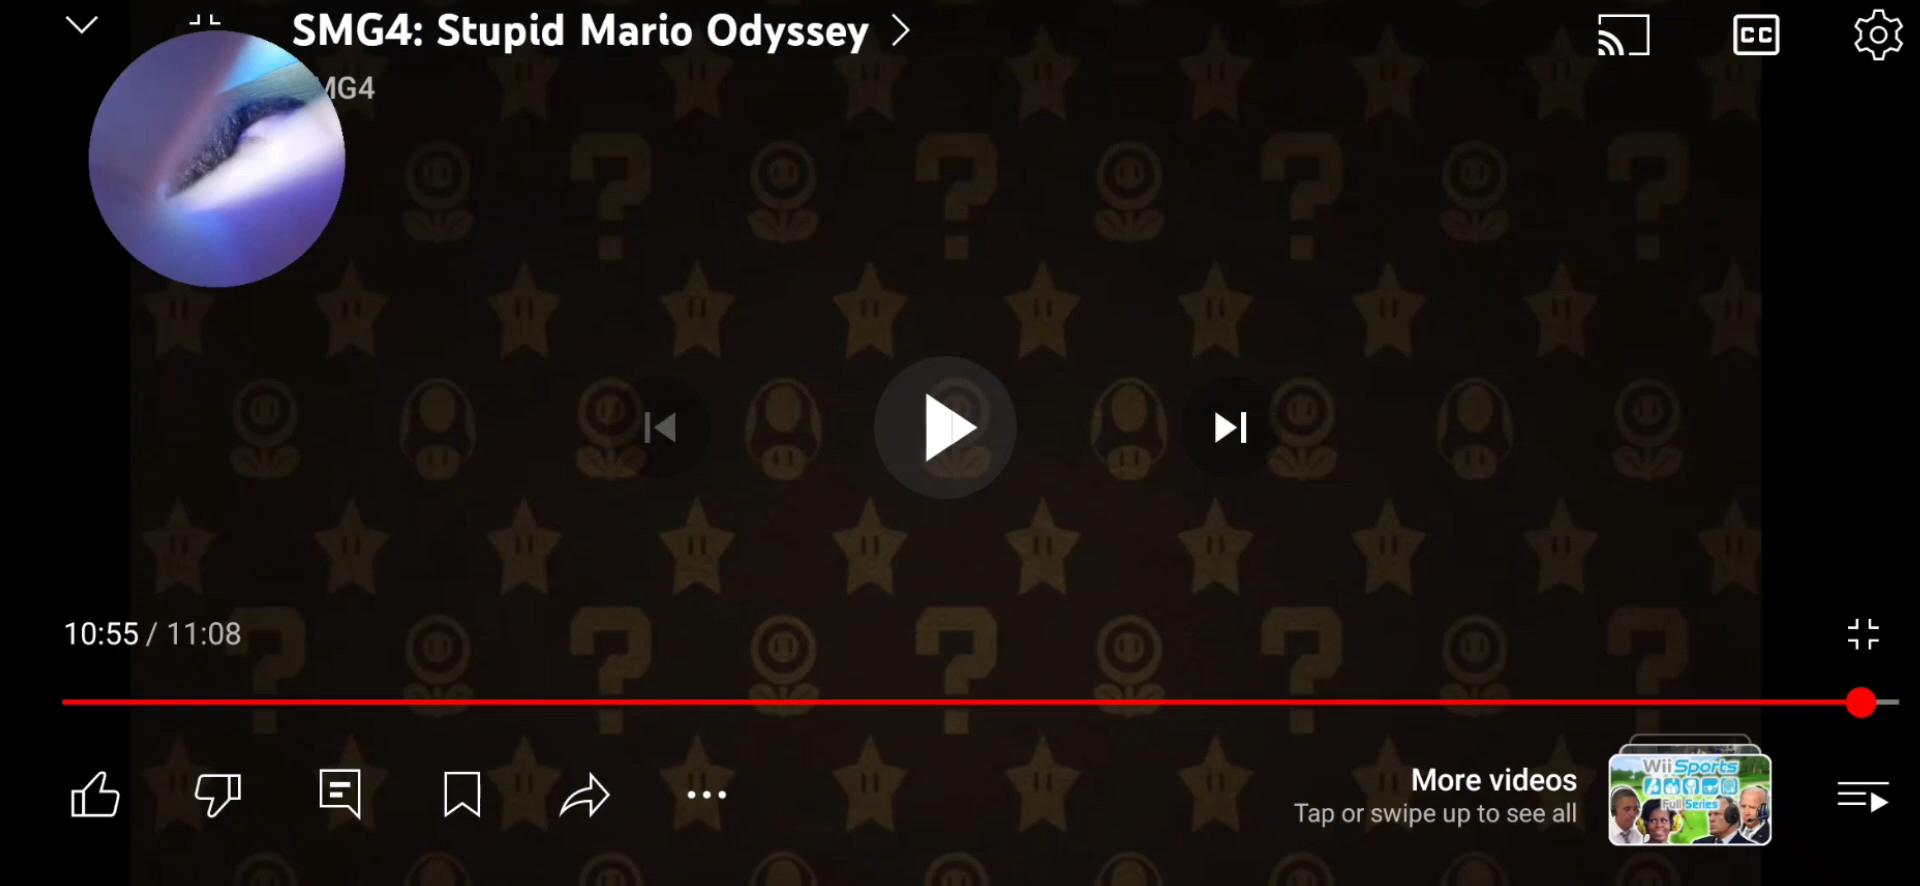 SMG4: Stupid Mario Odyssey
MG4
CC
10:55 / 11:08
More videos
Tap or swipe up to see all
Wii Sports
Full Series